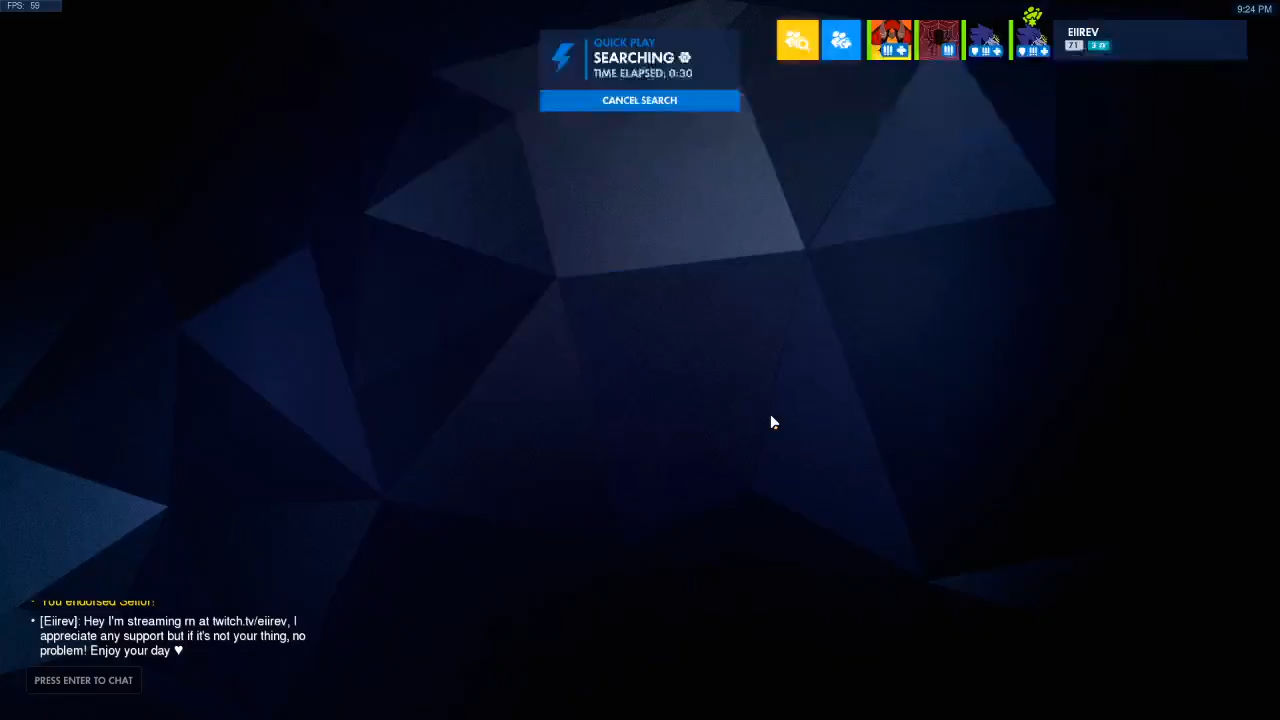 FPS: 59
9:24 PM
QUICK PLAY
SEARCHING
TIME ELAPSED: 0:30
CANCEL SEARCH
EIIREV
71
You endorsed Sellor!
[Eiirev]: Hey I'm streaming rn at twitch.tv/eiirev, I
appreciate any support but if it's not your thing, no
problem! Enjoy your day ♥
PRESS ENTER TO CHAT